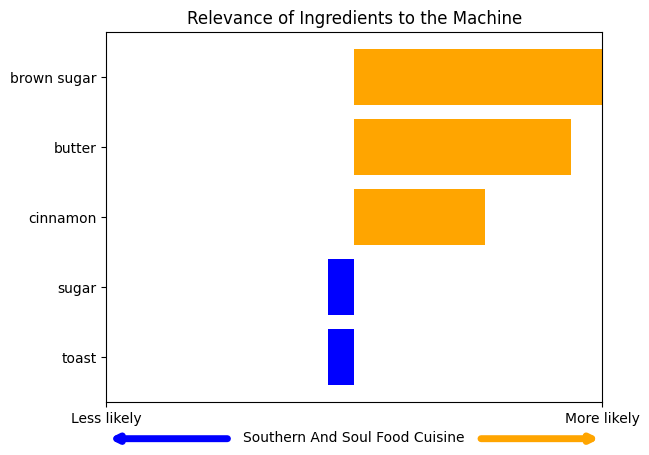 Relevance of Ingredients to the Machine
brown sugar
butter
cinnamon
sugar
toast
Less likely More likely
Southern And Soul Food Cuisine